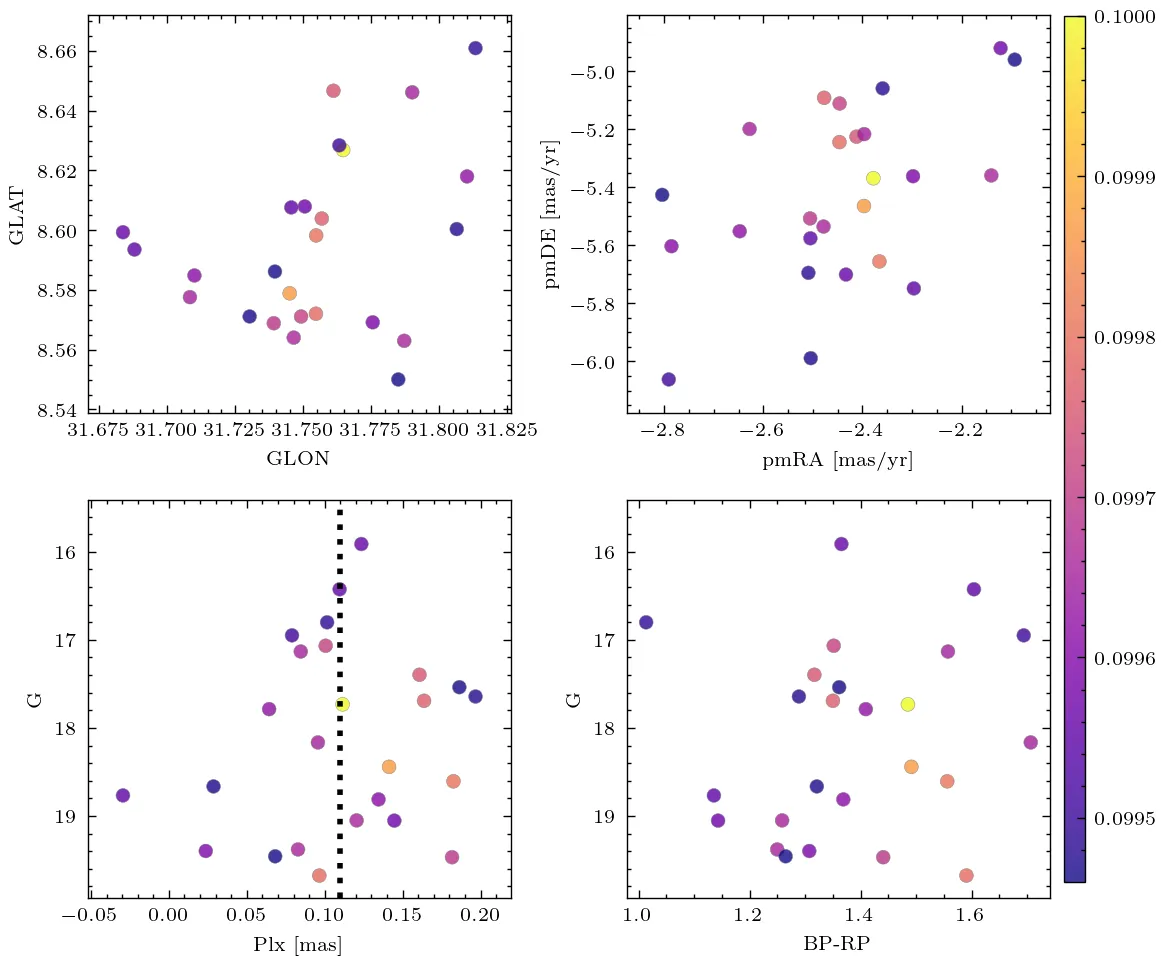 8.66
8.64
8.62
8.60
8.58
8.56
8.54
GLAT
31.675 31.700 31.725 31.750 31.775 31.800 31.825
GLON
−5.0
−5.2
−5.4
−5.6
−5.8
−6.0
pmDE [mas/yr]
−2.8 −2.6 −2.4 −2.2
pmRA [mas/yr]
16
17
18
19
G
−0.05 0.00 0.05 0.10 0.15 0.20
Plx [mas]
16
17
18
19
G
1.0 1.2 1.4 1.6
BP-RP
0.1000
0.0999
0.0998
0.0997
0.0996
0.0995